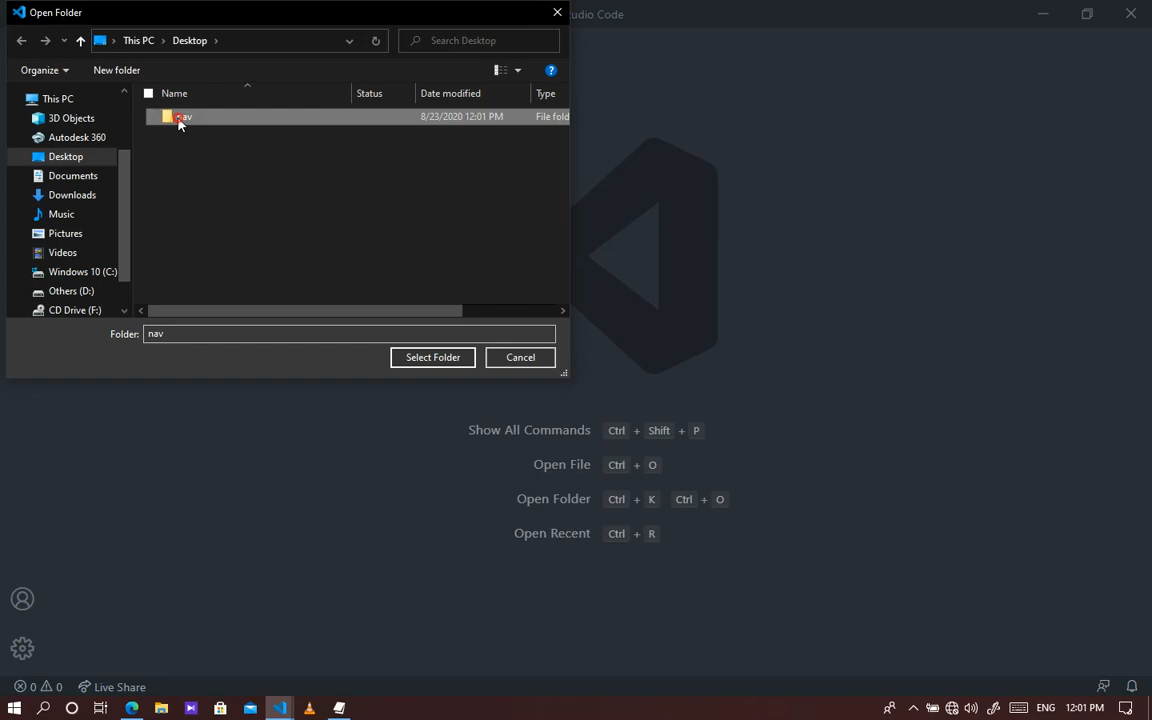 Open Folder
Studio Code
This PC
Desktop
Search Desktop
Organize
New folder
Name
Status
Date modified
Type
This PC
3D Objects
Autodesk 360
Desktop
Documents
Downloads
Music
Pictures
Videos
Windows 10 (C:)
Others (D:)
CD Drive (F:)
nav
8/23/2020 12:01 PM
File fold
Folder:
nav
Select Folder
Cancel
Show All Commands Ctrl + Shift + P
Open File Ctrl + O
Open Folder Ctrl + K Ctrl + O
Open Recent Ctrl + R
0 0 Live Share
ENG 12:01 PM